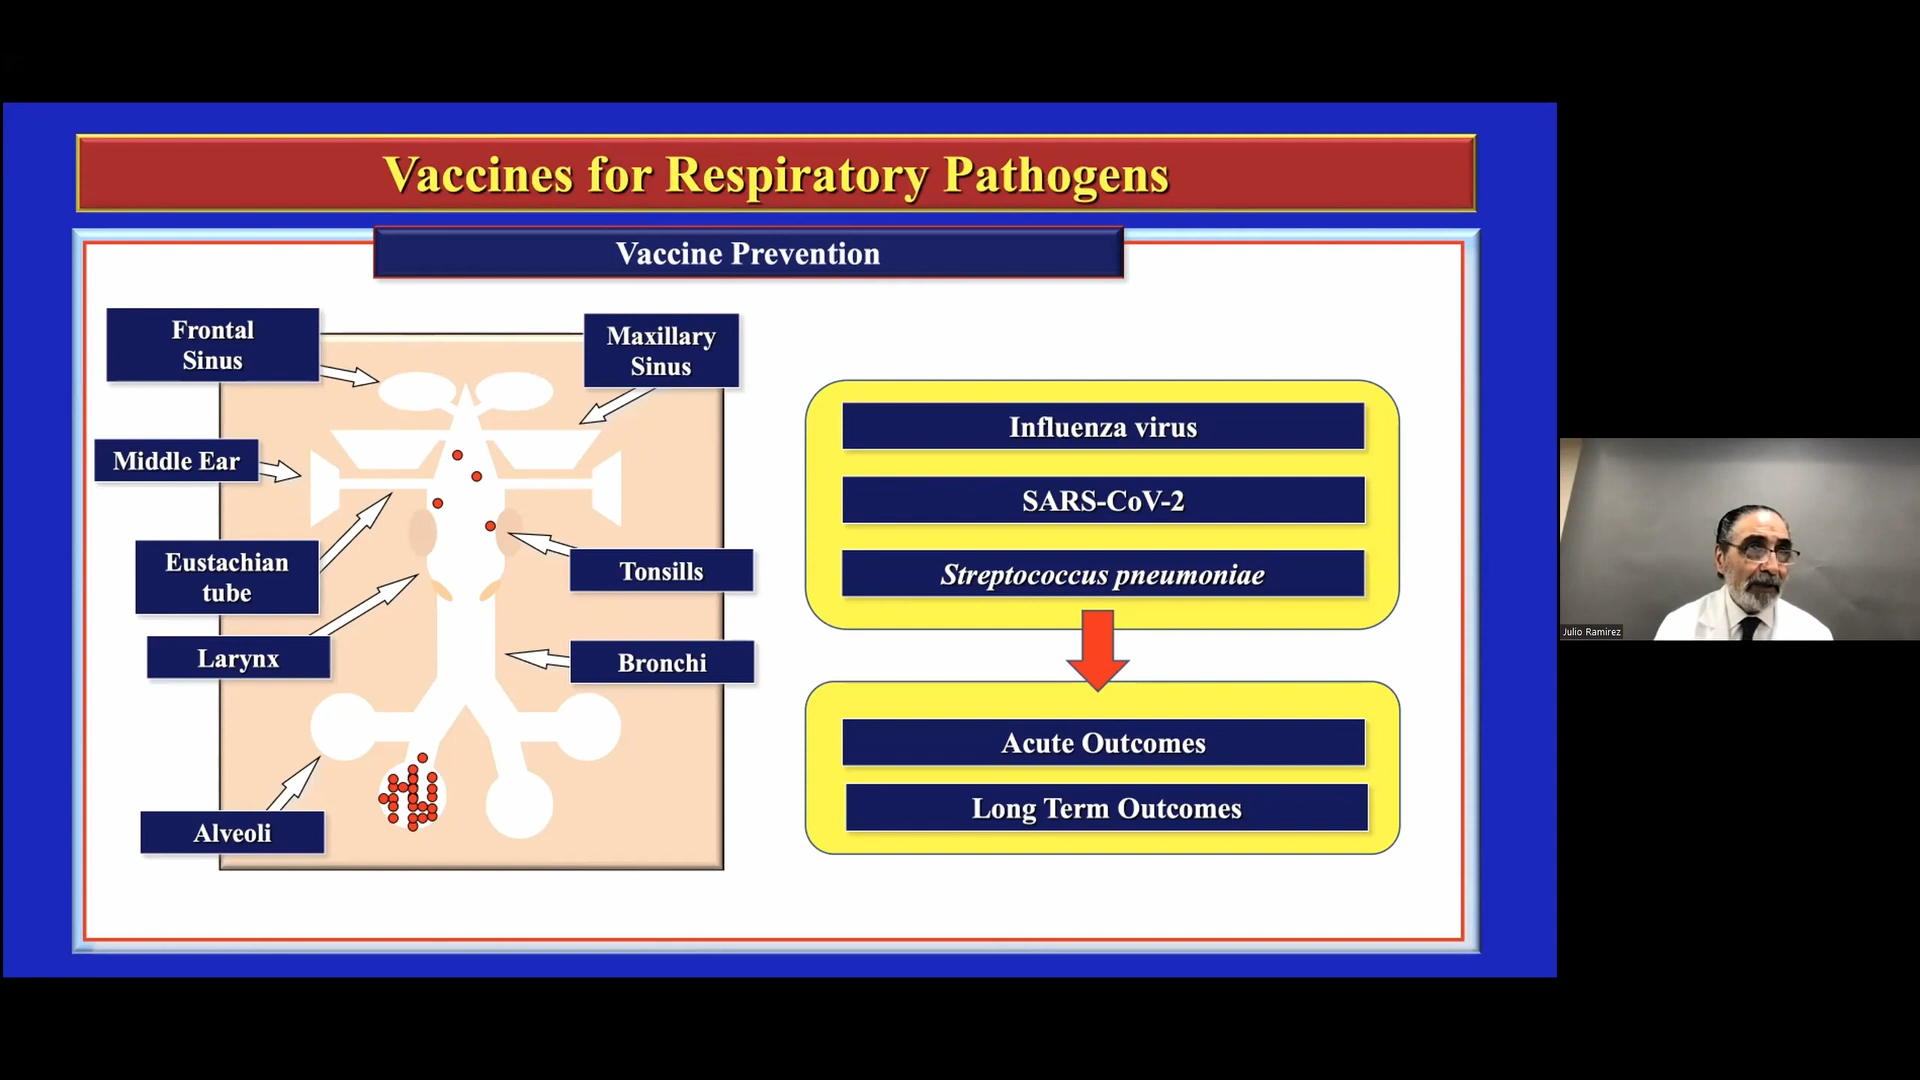 Vaccines for Respiratory Pathogens
Vaccine Prevention
Frontal
Sinus
Maxillary
Sinus
Middle Ear
Eustachian
tube
Tonsills
Larynx
Bronchi
Alveoli
Influenza virus
SARS-CoV-2
Streptococcus pneumoniae
Acute Outcomes
Long Term Outcomes
Julio Ramirez